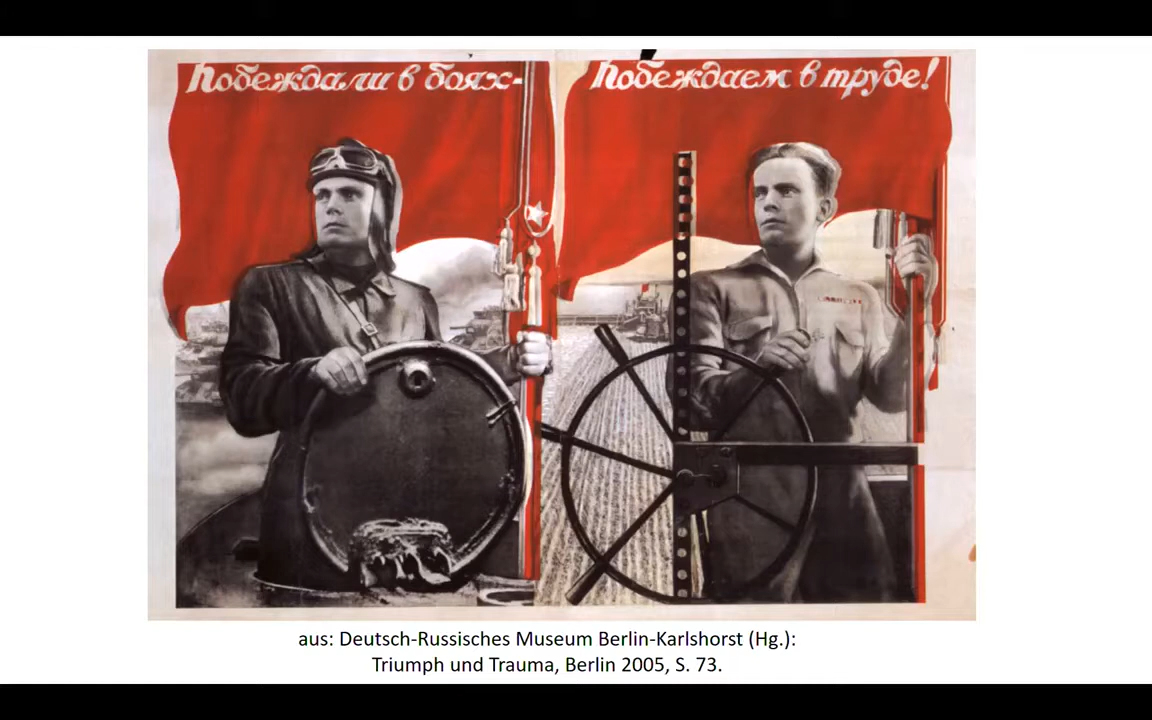 Побеждали в боях-
Побеждаем в труде!
aus: Deutsch-Russisches Museum Berlin-Karlshorst (Hg.):
Triumph und Trauma, Berlin 2005, S. 73.